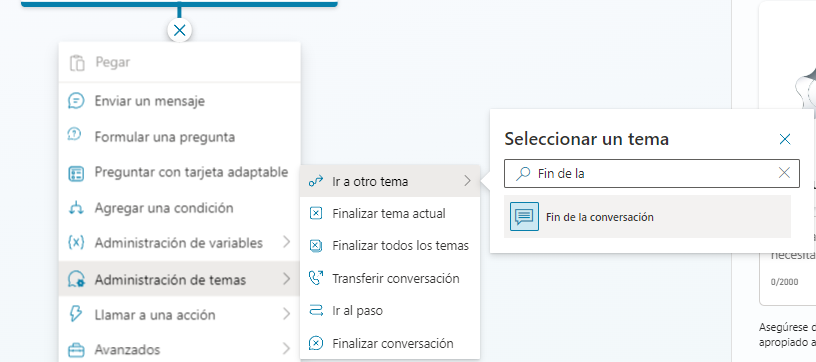 Pegar
Enviar un mensaje
Formular una pregunta
Preguntar con tarjeta adaptable
Agregar una condición
Administración de variables
Administración de temas
Llamar a una acción
Avanzados
Ir a otro tema
Finalizar tema actual
Finalizar todos los temas
Transferir conversación
Ir al paso
Finalizar conversación
Seleccionar un tema
Fin de la
Fin de la conversación
necesita
0/2000
Asegúrese d
apropiado a